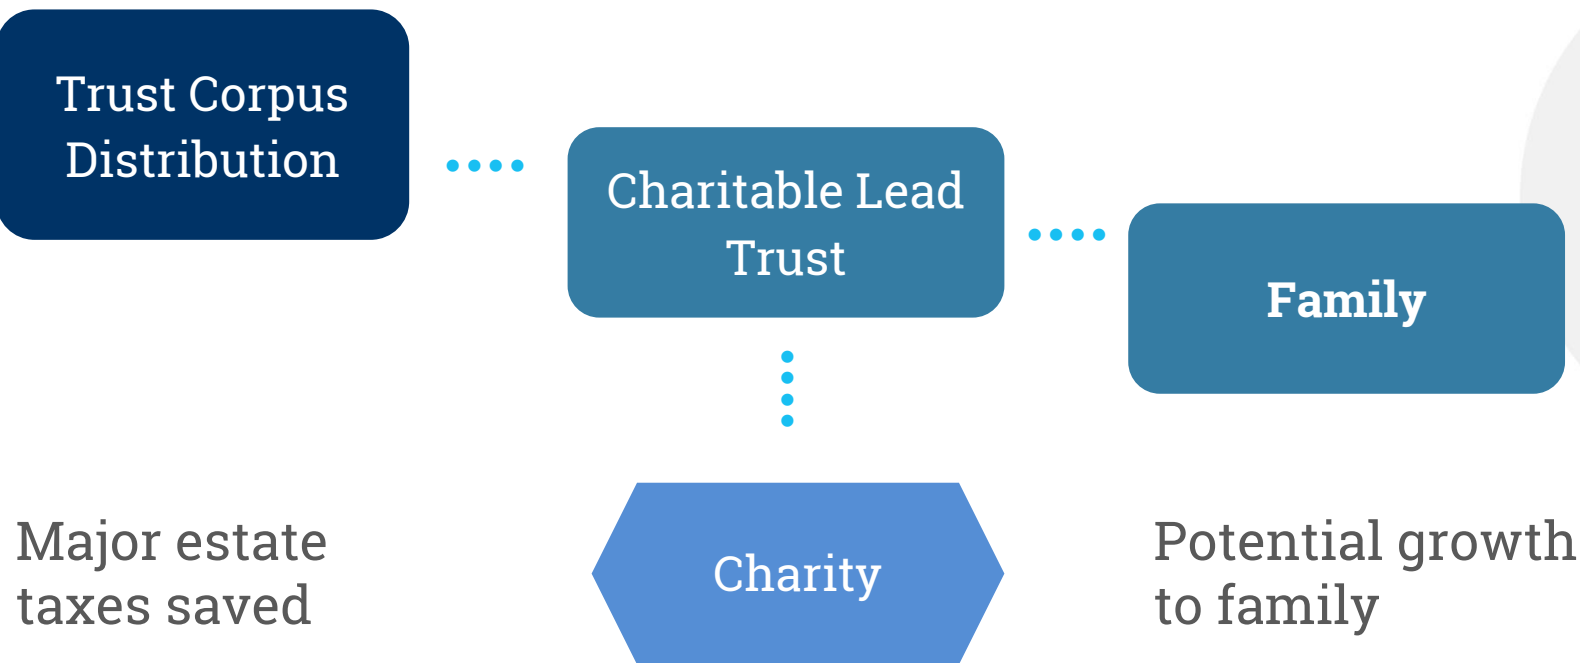 Trust Corpus
Distribution
Charitable Lead
Trust
Family
Charity
Major estate
taxes saved
Potential growth
to family